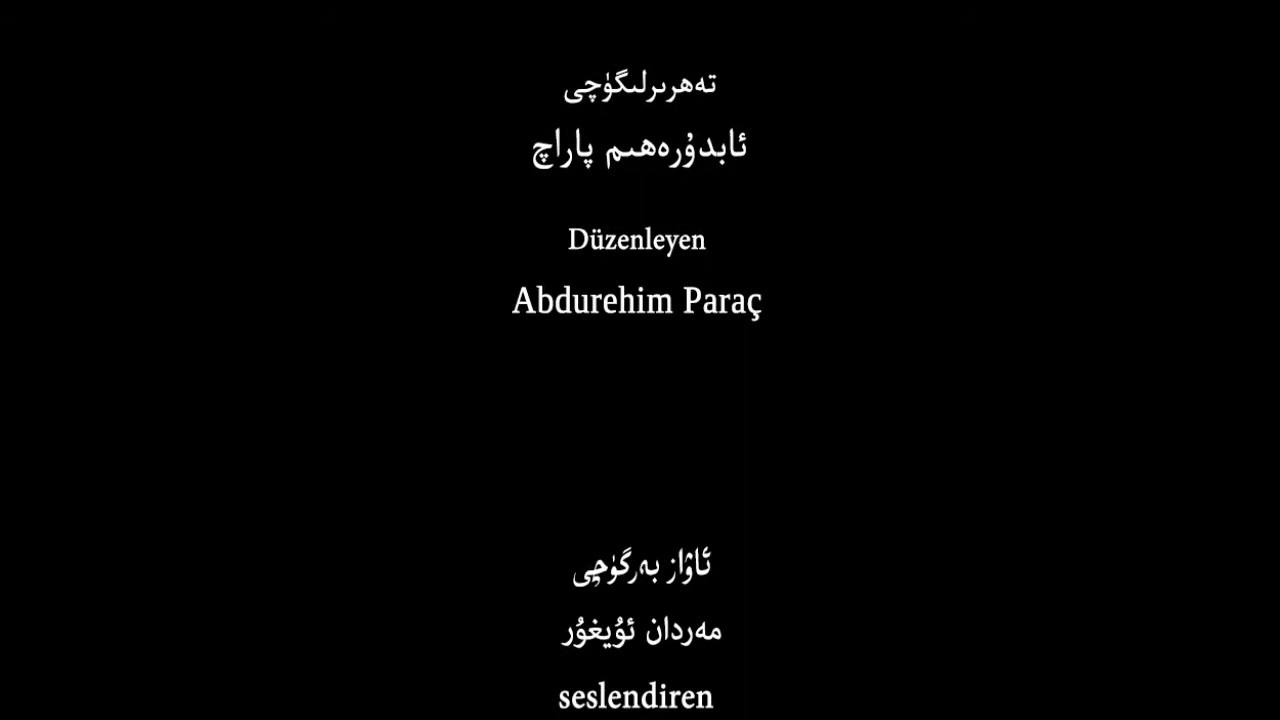 تەھرىرلىگۈچى
ئابدۇرەھىم پاراچ
Düzenleyen
Abdurehim Paraç
ئاۋاز بەرگۈچى
مەردان ئۇيغۇر
seslendiren